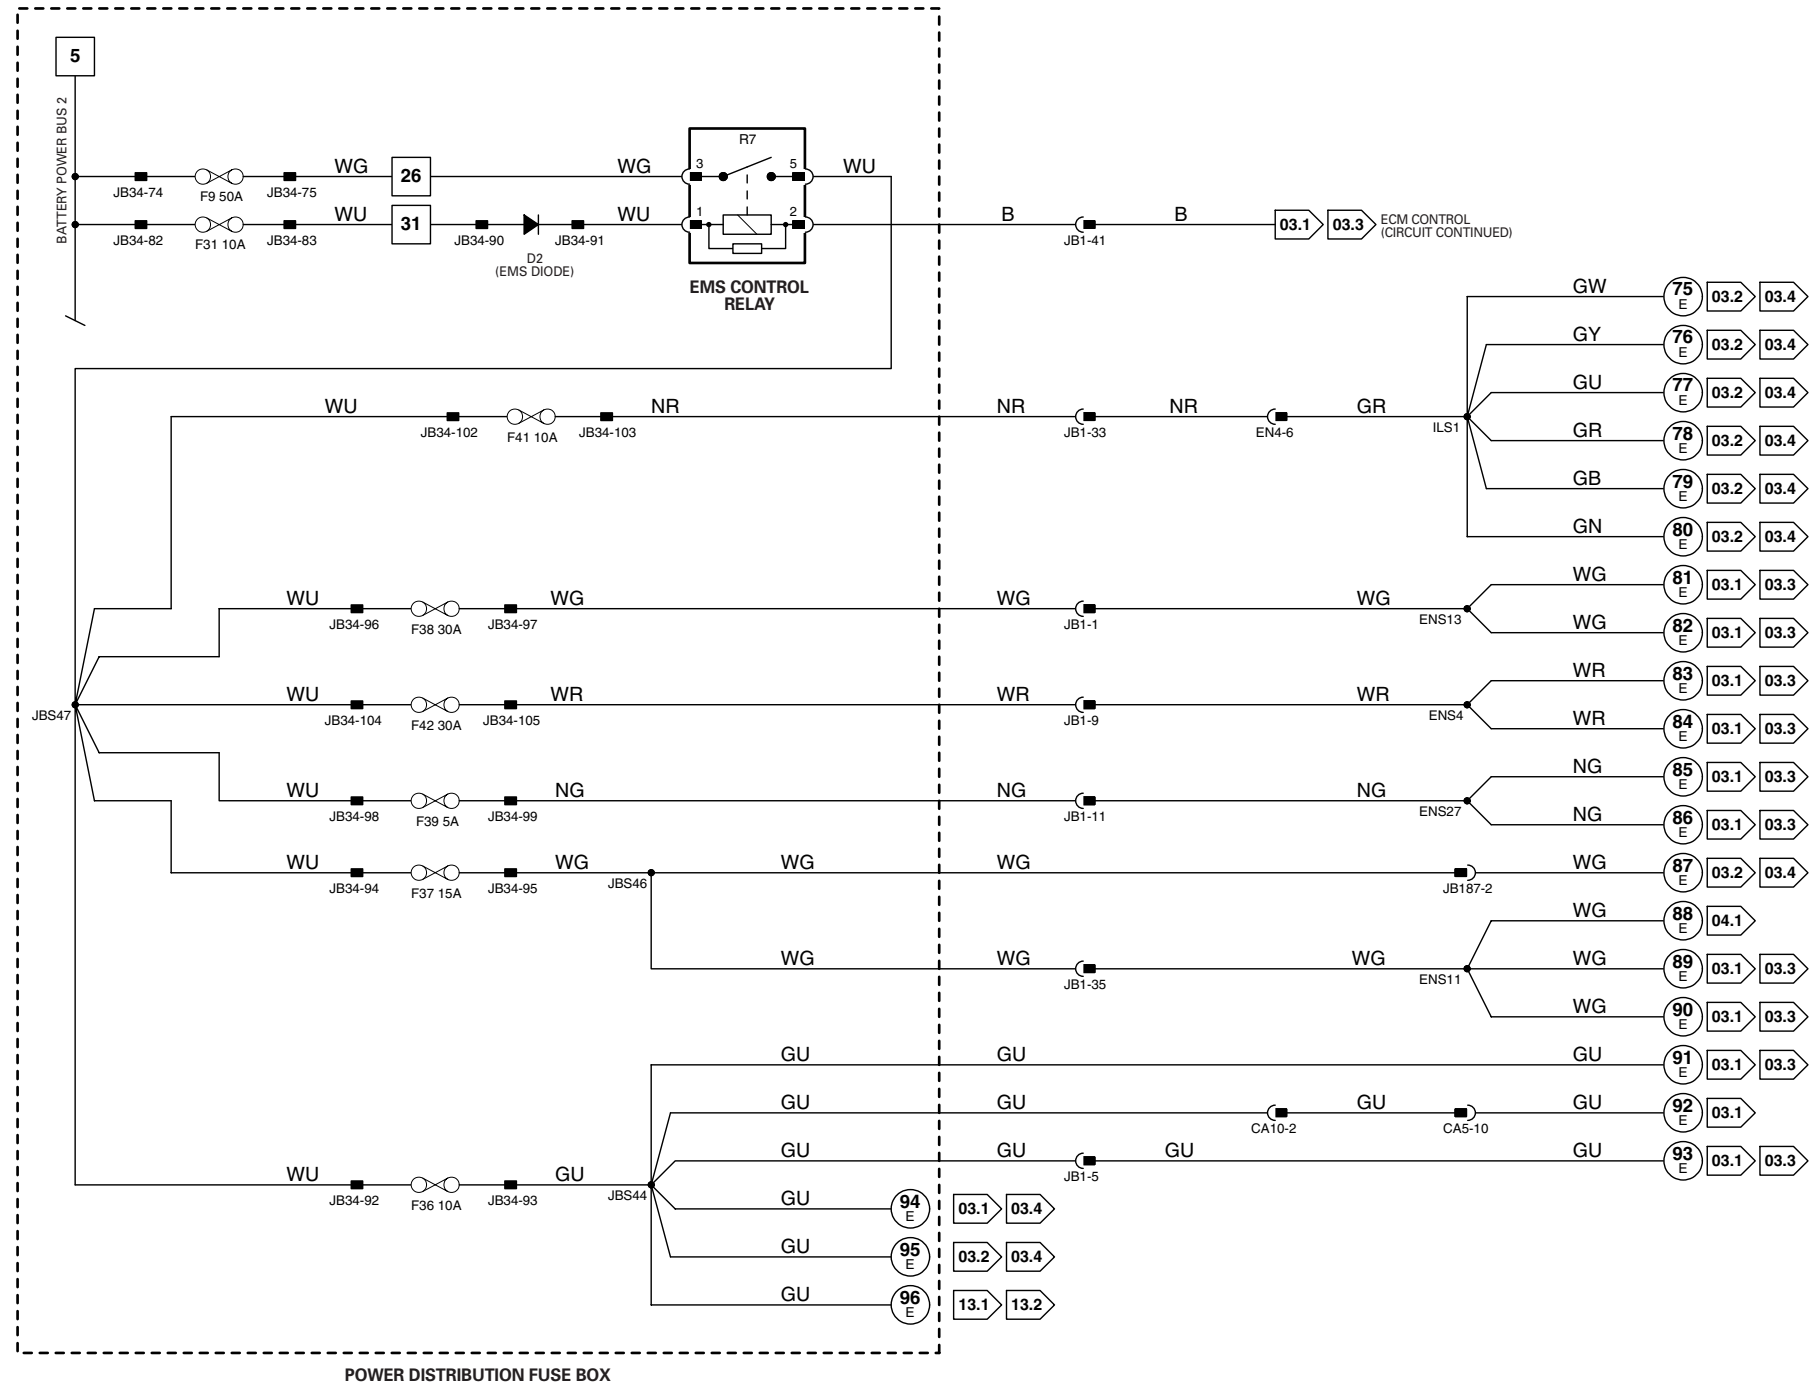 5
BATTERY POWER BUS 2
WG
26
WG
R7
3
5
WU
JB34-74
F9 50A
JB34-75
WU
31
WU
1
2
B
B
03.1
03.3
ECM CONTROL
(CIRCUIT CONTINUED)
JB34-82
F31 10A
JB34-83
JB34-90
JB34-91
JB1-41
D2
(EMS DIODE)
EMS CONTROL
RELAY
GW
75
E
03.2
03.4
GY
76
E
03.2
03.4
GU
77
E
03.2
03.4
WU
NR
NR
NR
GR
JB34-102
F41 10A
JB34-103
JB1-33
EN4-6
ILS1
GR
78
E
03.2
03.4
GB
79
E
03.2
03.4
GN
80
E
03.2
03.4
WG
81
E
03.1
03.3
WU
WG
WG
WG
JB34-96
F38 30A
JB34-97
JB1-1
ENS13
WG
82
E
03.1
03.3
WR
83
E
03.1
03.3
WU
WR
WR
WR
JBS47
JB34-104
F42 30A
JB34-105
JB1-9
ENS4
WR
84
E
03.1
03.3
NG
85
E
03.1
03.3
WU
NG
NG
NG
JB34-98
F39 5A
JB34-99
JB1-11
ENS27
NG
86
E
03.1
03.3
WU
WG
WG
WG
WG
87
E
03.2
03.4
JB34-94
F37 15A
JB34-95
JBS46
JB187-2
WG
88
E
04.1
WG
WG
WG
WG
89
E
03.1
03.3
JB1-35
ENS11
WG
90
E
03.1
03.3
GU
GU
GU
91
E
03.1
03.3
GU
GU
GU
GU
92
E
03.1
CA10-2
CA5-10
GU
GU
GU
GU
93
E
03.1
03.3
JB1-5
WU
GU
JB34-92
F36 10A
JB34-93
JBS44
GU
94
E
03.1
03.4
GU
95
E
03.2
03.4
GU
96
E
13.1
13.2
POWER DISTRIBUTION FUSE BOX